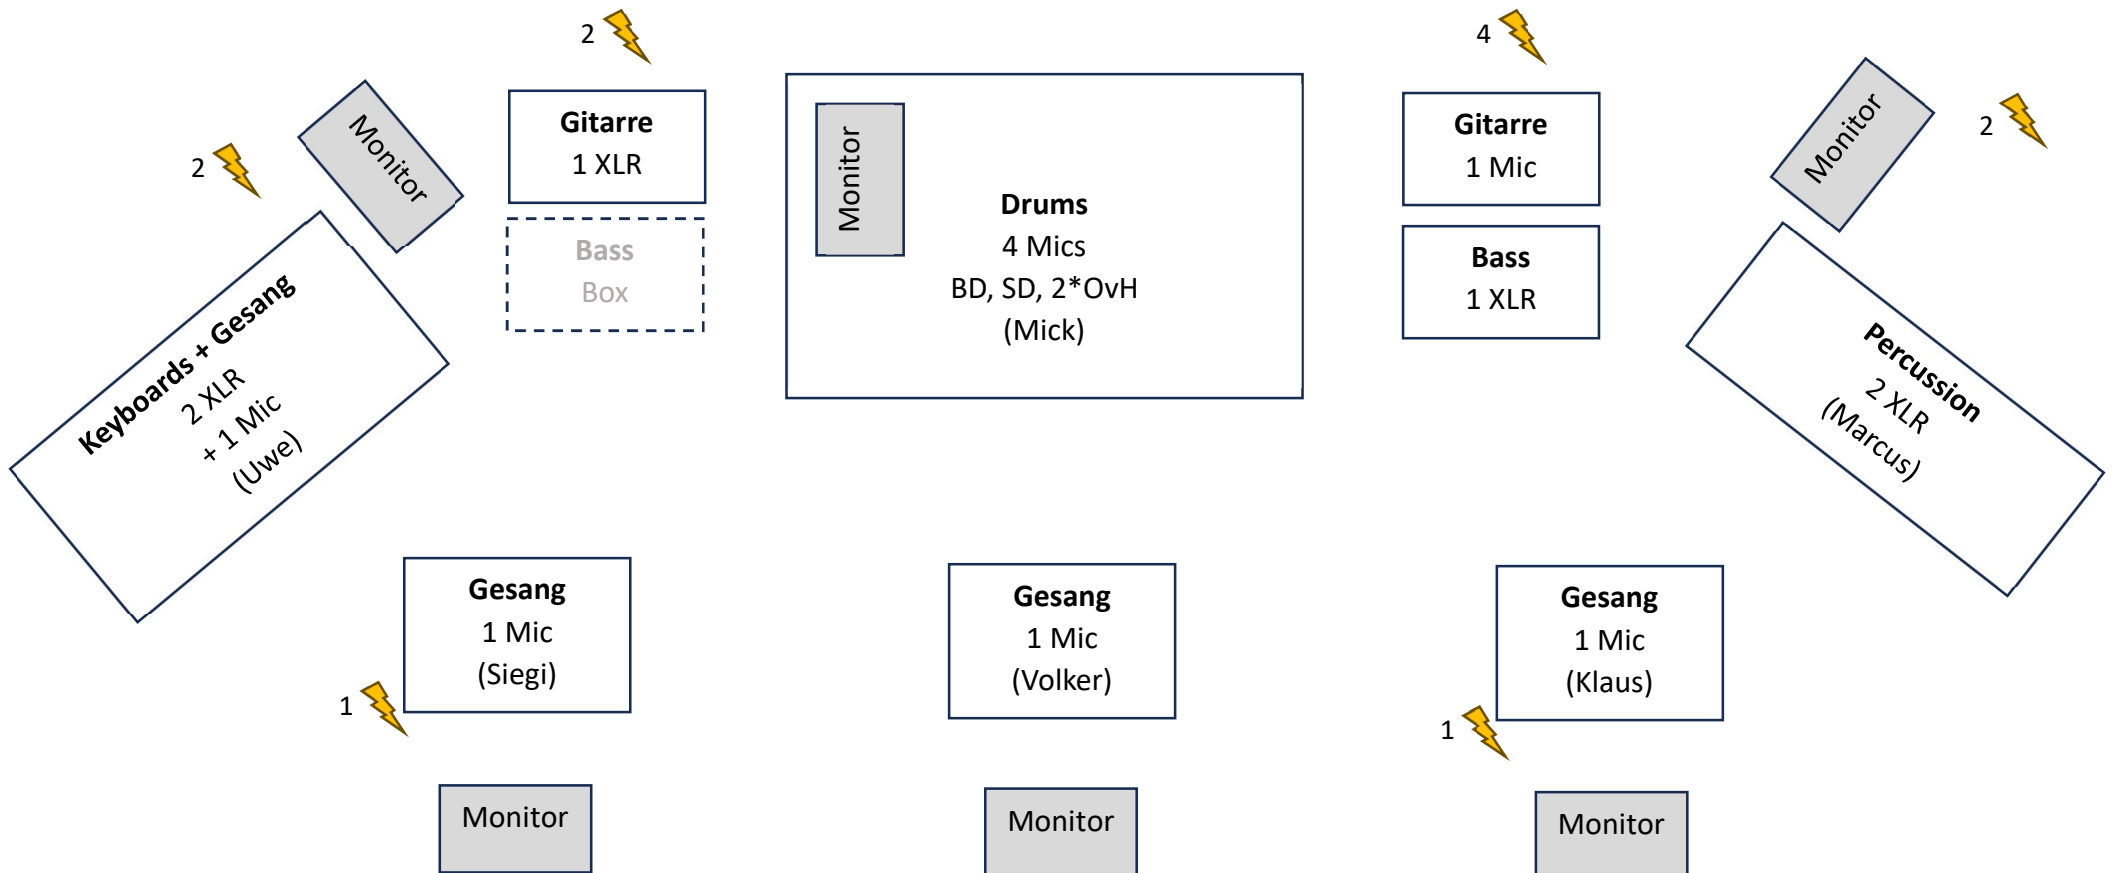 2
4
2
Monitor
Gitarre
1 XLR
Bass
Box
Monitor
Drums
4 Mics
BD, SD, 2*OvH
(Mick)
Gitarre
1 Mic
Bass
1 XLR
Monitor
2
Keyboards + Gesang
2 XLR
+ 1 Mic
(Uwe)
Percussion
2 XLR
(Marcus)
Gesang
1 Mic
(Siegi)
1
Gesang
1 Mic
(Volker)
Gesang
1 Mic
(Klaus)
1
Monitor
Monitor
Monitor